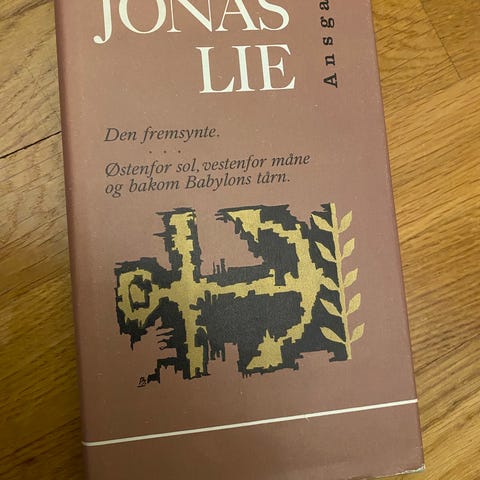 JONAS
LIE
Ansga
Den fremsynte.
. . .
Østenfor sol, vestenfor måne
og bakom Babylons tårn.